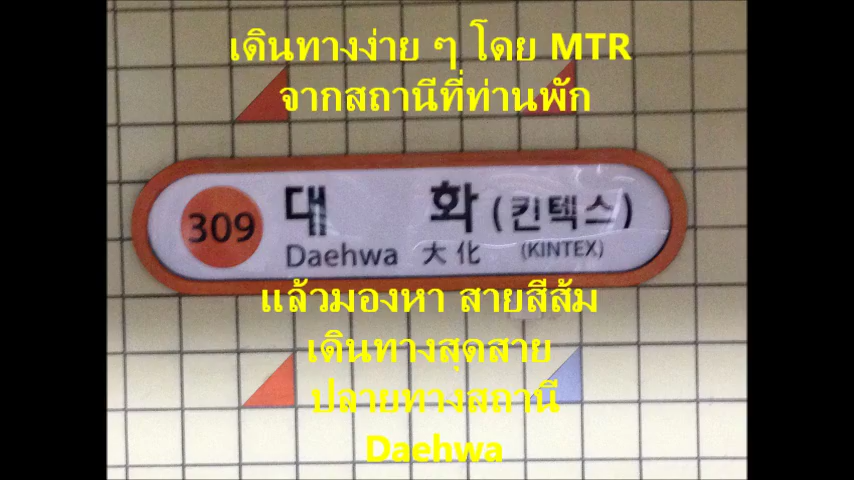 เดินทางง่าย ๆ โดย MTR
จากสถานีที่ท่านพัก
309 대 화 (킨텍스)
Daehwa 大化 (KINTEX)
แล้วมองหา สายสีส้ม
เดินทางสุดสาย
ปลายทางสถานี
Daehwa